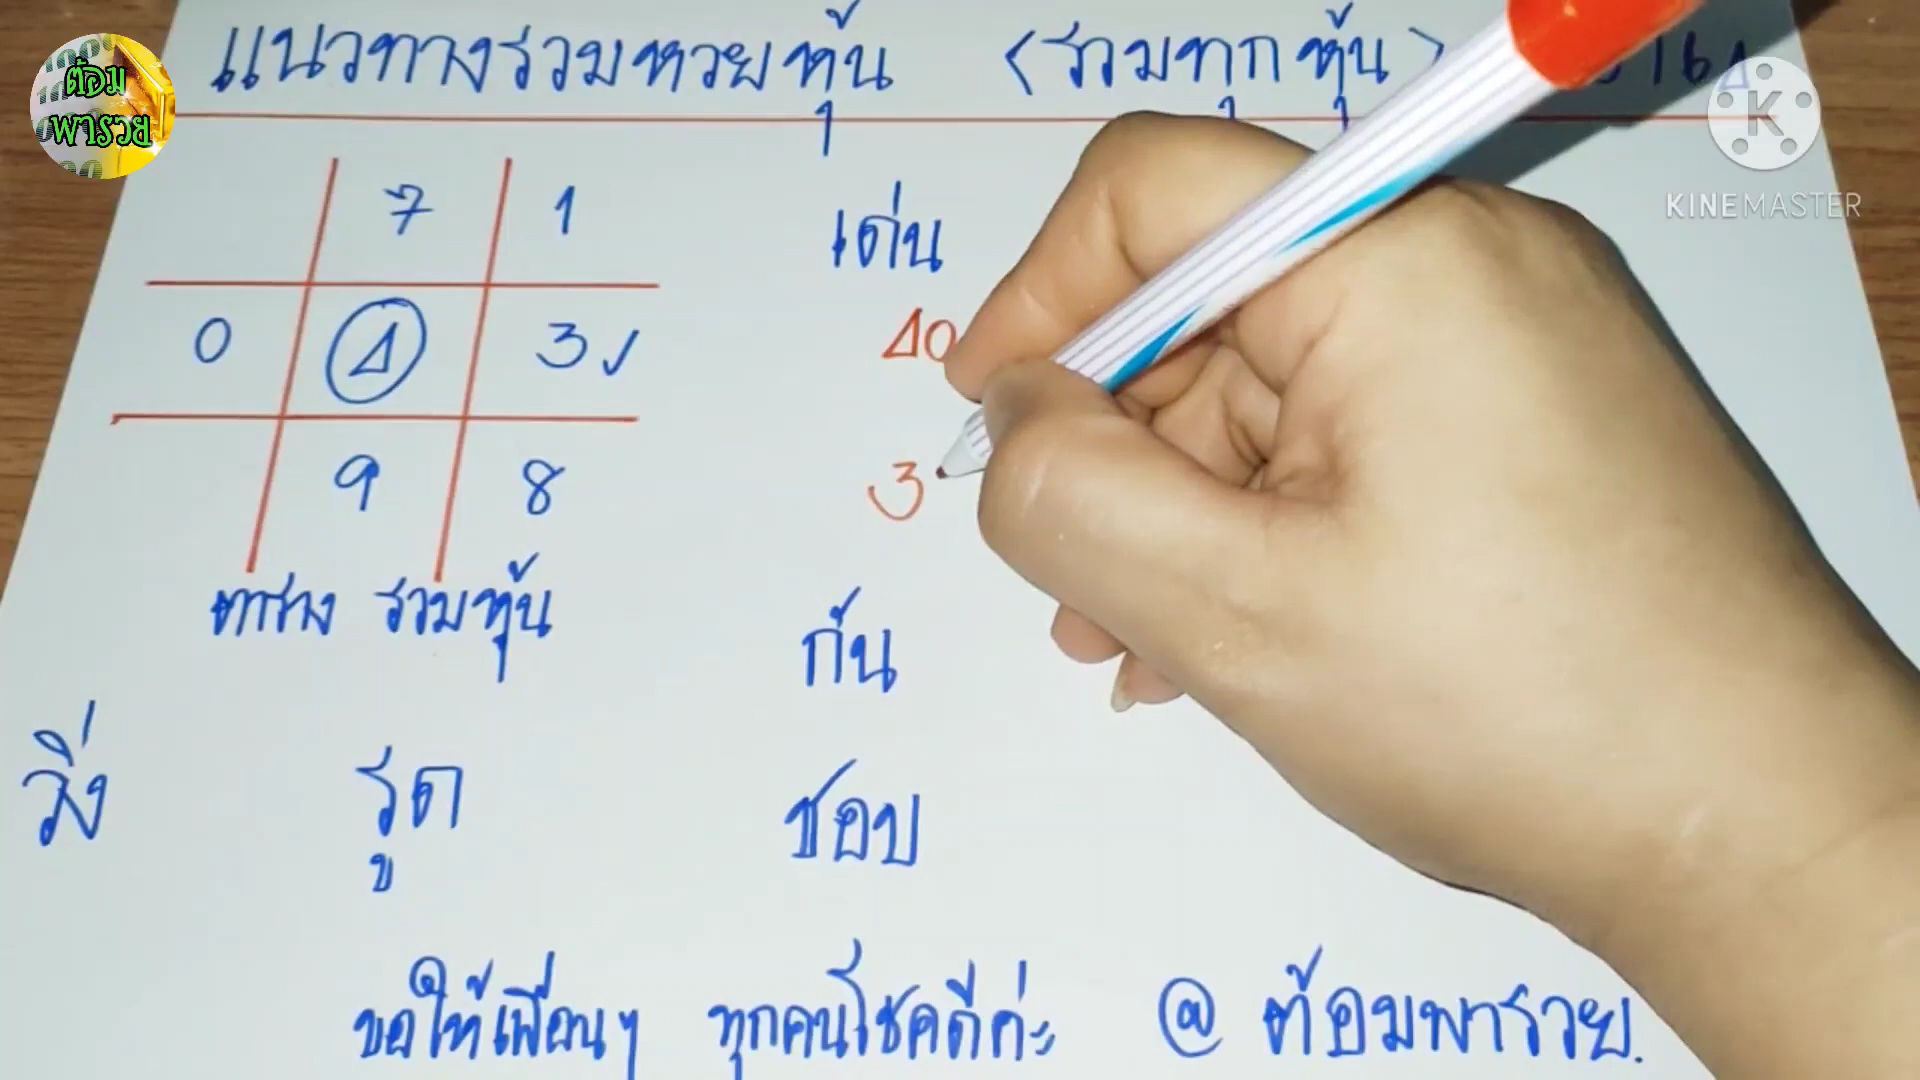 แนวทางรวมหวยหุ้น (รวมทุกหุ้น)
ต้อม
พารวย
KINEMASTER
7 1
0 4 3 ✓
9 8
เด่น
40
3
ตาราง รวมหุ้น
ก้น
วิ่ง รูด ชอบ
ขอให้เพื่อนๆ ทุกคนโชคดีค่ะ @ ต้อมพารวย.